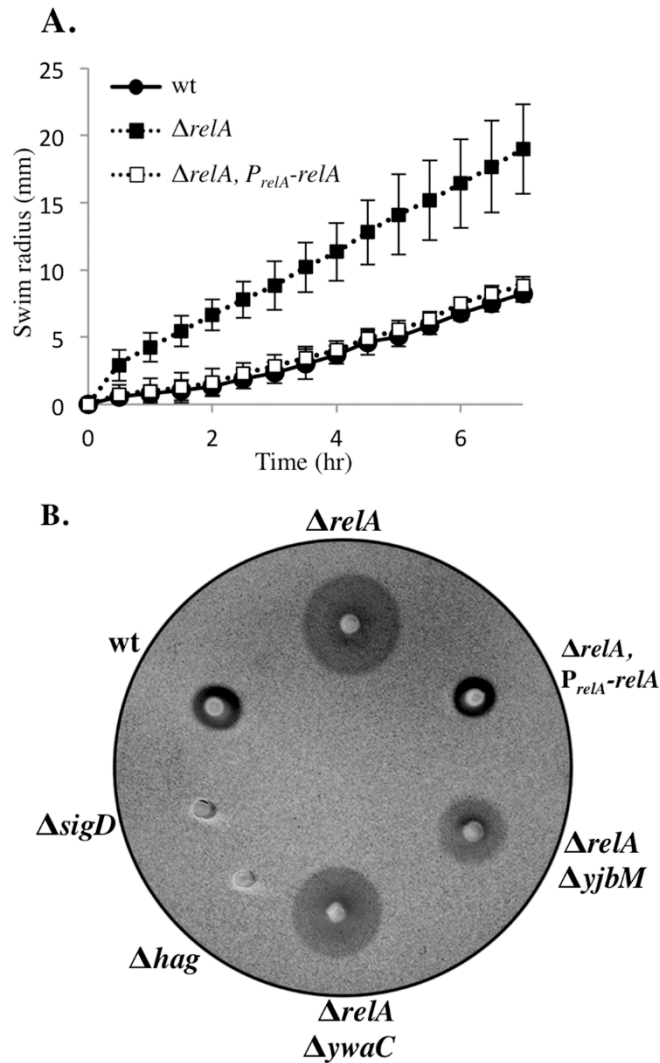 A.
25
20
15
10
5
0
Swim radius (mm)
wt
ΔrelA
ΔrelA, PrelA-relA
0 2 4 6
Time (hr)
B.
ΔrelA
wt
ΔrelA,
PrelA-relA
ΔsigD
ΔrelA
ΔyjbM
Δhag
ΔrelA
ΔywaC